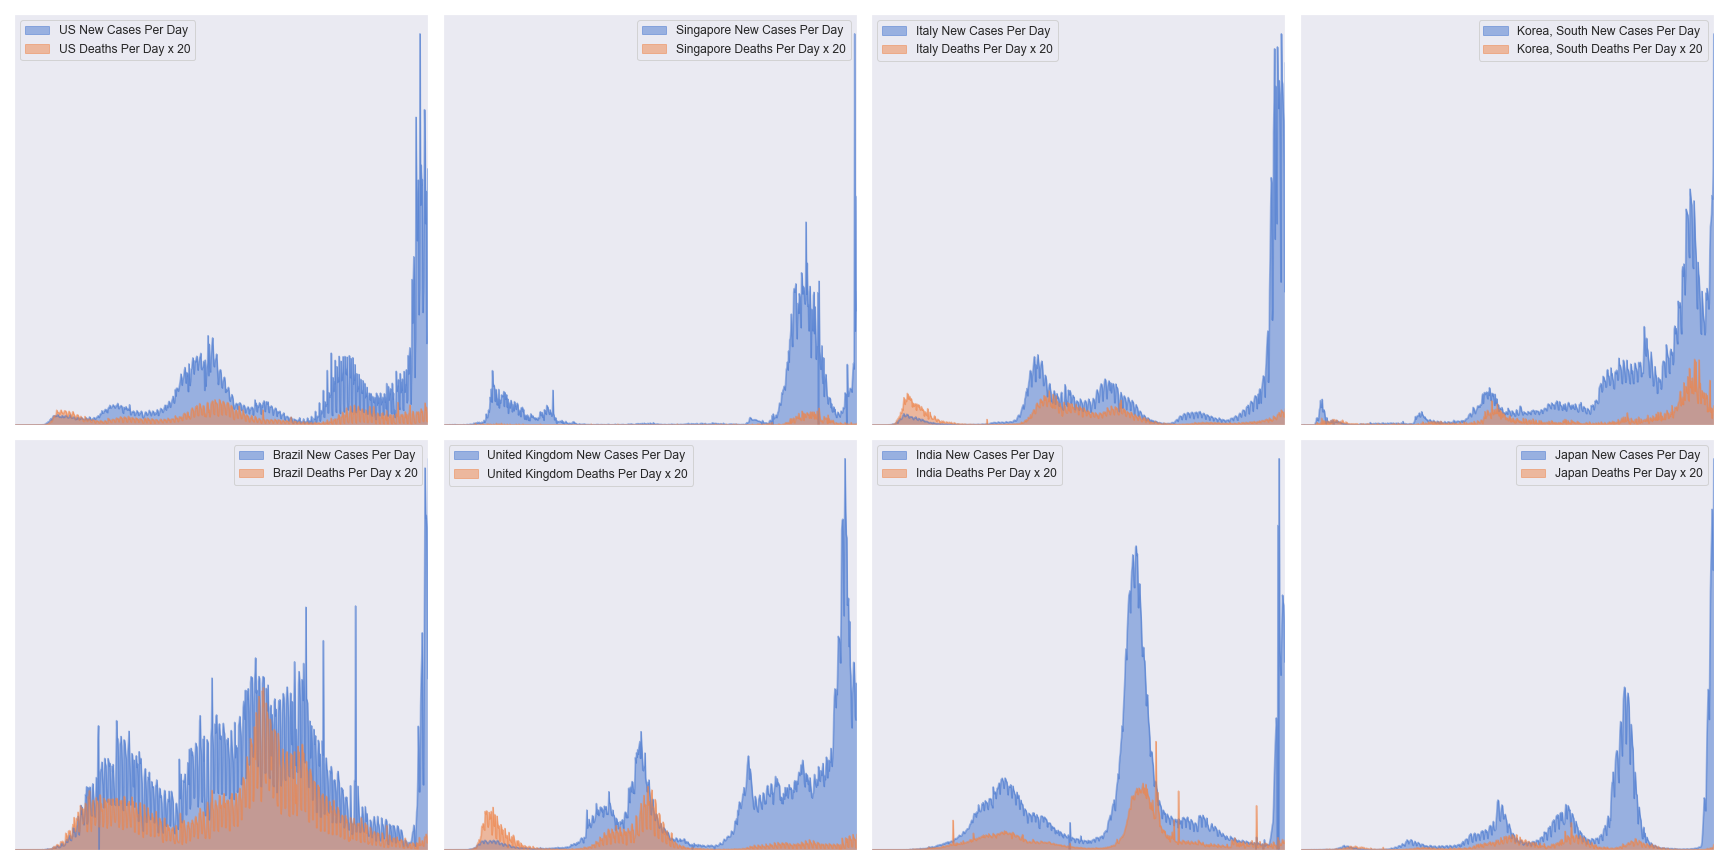 US New Cases Per Day
US Deaths Per Day x 20
Singapore New Cases Per Day
Singapore Deaths Per Day x 20
Italy New Cases Per Day
Italy Deaths Per Day x 20
Korea, South New Cases Per Day
Korea, South Deaths Per Day x 20
Brazil New Cases Per Day
Brazil Deaths Per Day x 20
United Kingdom New Cases Per Day
United Kingdom Deaths Per Day x 20
India New Cases Per Day
India Deaths Per Day x 20
Japan New Cases Per Day
Japan Deaths Per Day x 20